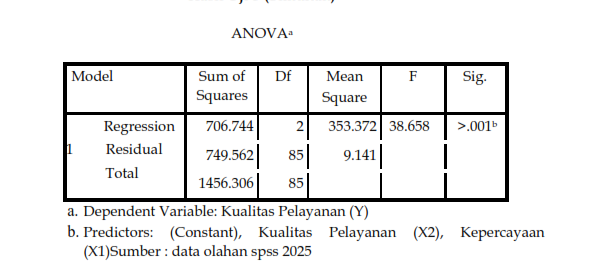 ANOVAᵃ
Model Sum of Squares Df Mean Square F Sig.
1 Regression 706.744 2 353.372 38.658 >.001ᵇ
Residual 749.562 85 9.141
Total 1456.306 85
a. Dependent Variable: Kualitas Pelayanan (Y)
b. Predictors: (Constant), Kualitas Pelayanan (X2), Kepercayaan
(X1)Sumber : data olahan spss 2025